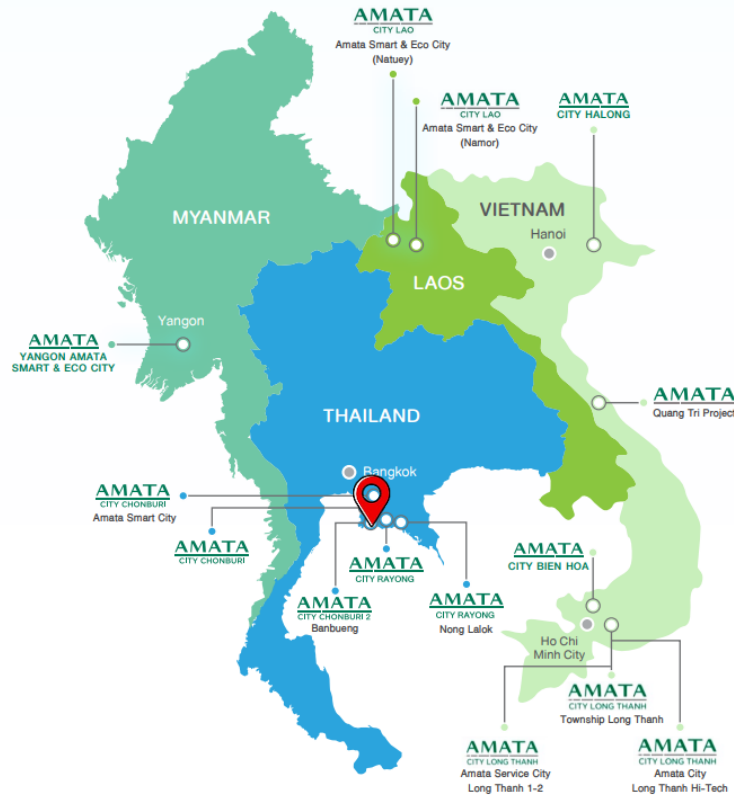 AMATA
CITY LAO
Amata Smart & Eco City
(Natuey)
AMATA
CITY LAO
Amata Smart & Eco City
(Namor)
AMATA
CITY HALONG
MYANMAR
VIETNAM
Hanoi
LAOS
Yangon
AMATA
YANGON AMATA
SMART & ECO CITY
THAILAND
AMATA
Quang Tri Project
Bangkok
AMATA
CITY CHONBURI
Amata Smart City
AMATA
CITY CHONBURI
AMATA
CITY RAYONG
AMATA
CITY BIEN HOA
AMATA
CITY CHONBURI 2
Banbueng
AMATA
CITY RAYONG
Nong Lalok
Ho Chi
Minh City
AMATA
CITY LONG THANH
Township Long Thanh
AMATA
CITY LONG THANH
Amata Service City
Long Thanh 1-2
AMATA
CITY LONG THANH
Amata City
Long Thanh Hi-Tech